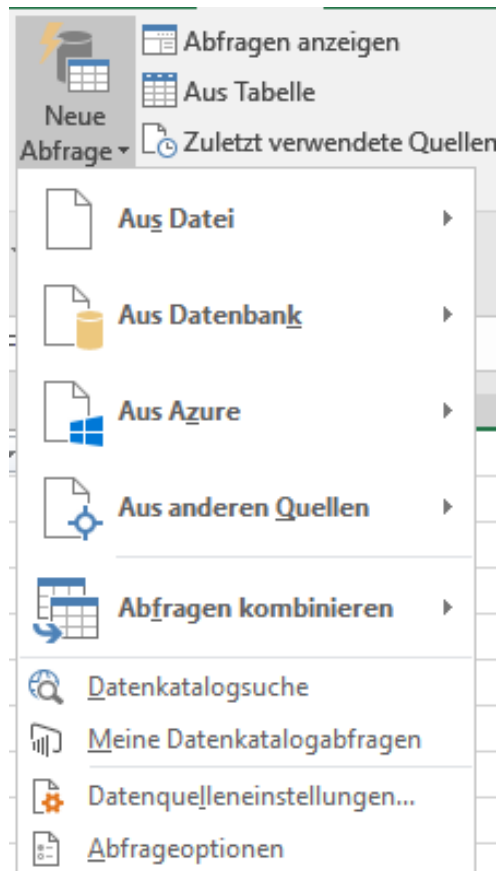 Abfragen anzeigen
Aus Tabelle
Zuletzt verwendete Quellen
Neue
Abfrage
Aus Datei
Aus Datenbank
Aus Azure
Aus anderen Quellen
Abfragen kombinieren
Datenkatalogsuche
Meine Datenkatalogabfragen
Datenquelleneinstellungen...
Abfrageoptionen